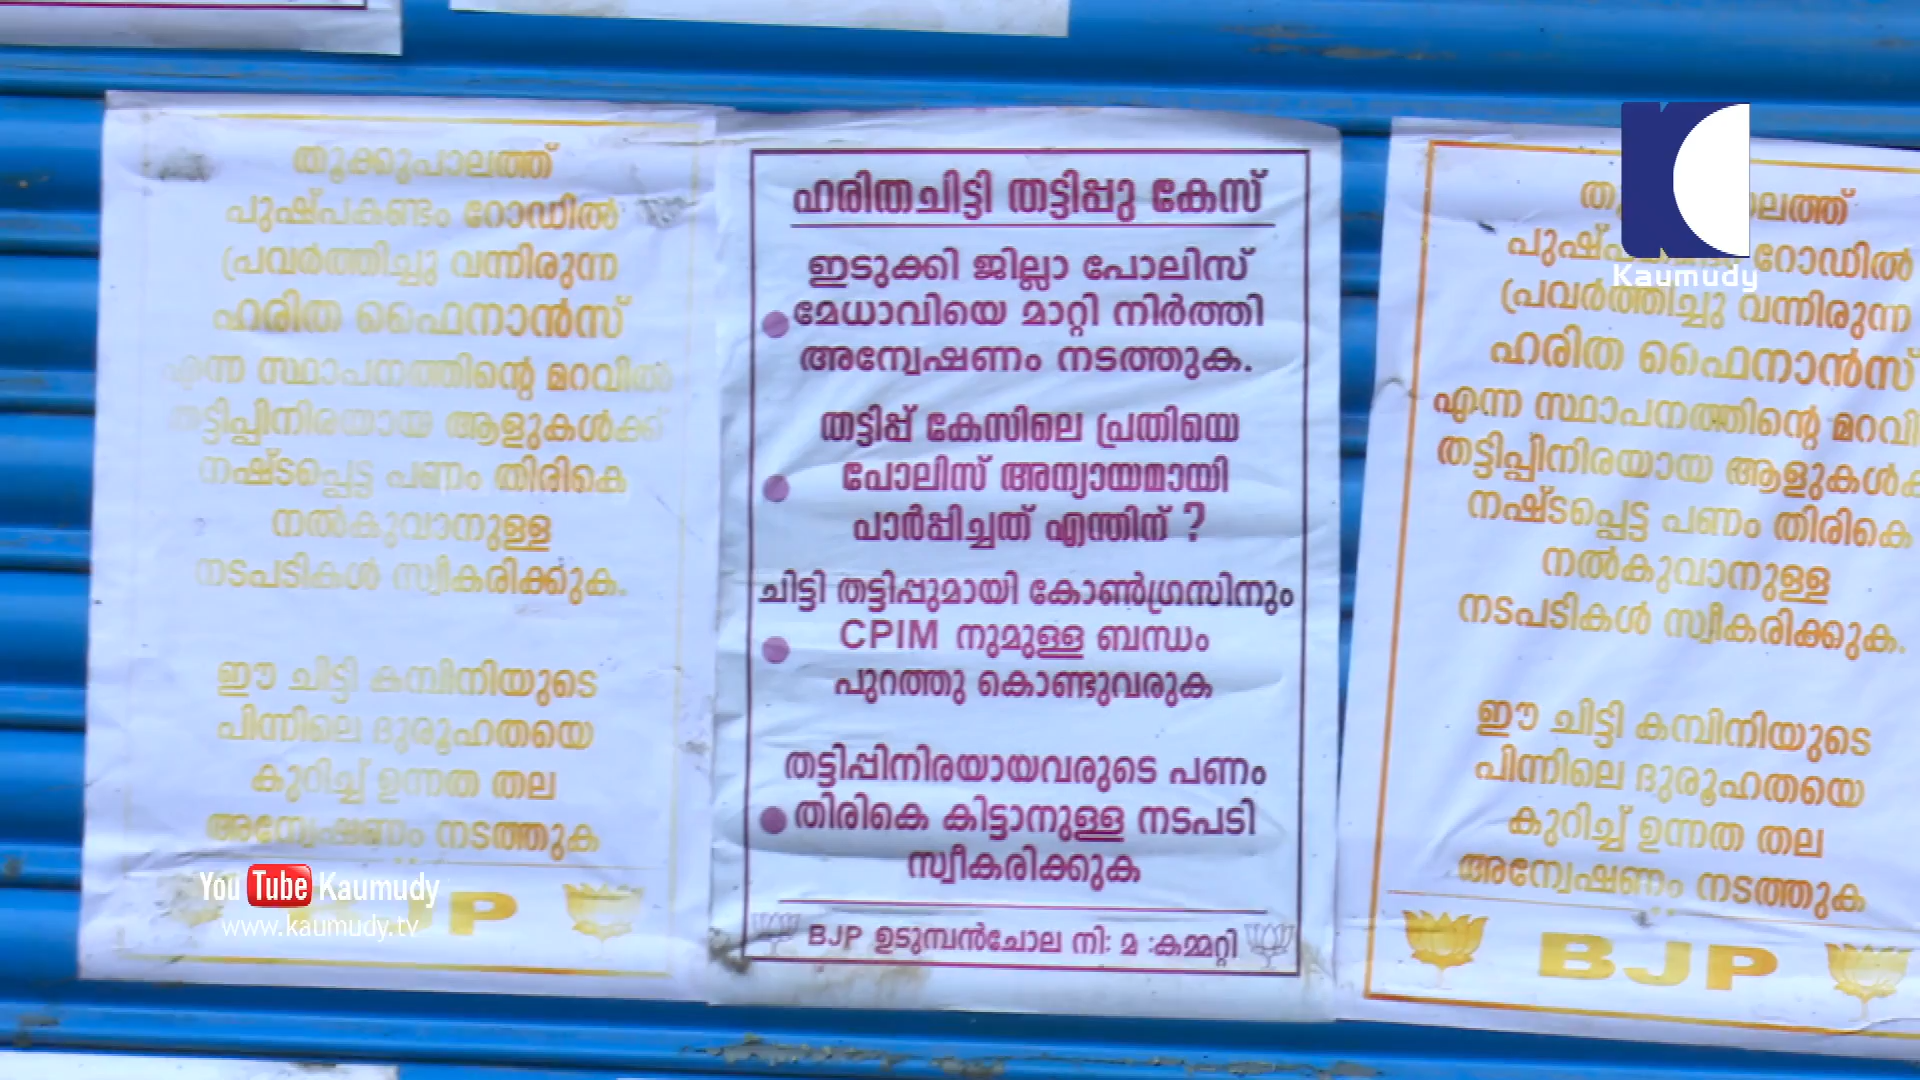 തൂക്കുപാലത്ത്
പുഷ്പകണ്ടം റോഡിൽ
പ്രവർത്തിച്ചു വന്നിരുന്ന
ഹരിത ഫൈനാൻസ്
എന്ന സ്ഥാപനത്തിന്റെ മറവിൽ
തട്ടിപ്പിനിരയായ ആളുകൾക്ക്
നഷ്ടപ്പെട്ട പണം തിരികെ
നൽകുവാനുള്ള
നടപടികൾ സ്വീകരിക്കുക.
ഈ ചിട്ടി കമ്പിനിയുടെ
പിന്നിലെ ദുരൂഹതയെ
കുറിച്ച് ഉന്നത തല
അന്വേഷണം നടത്തുക
BJP
ഹരിതചിട്ടി തട്ടിപ്പു കേസ്
ഇടുക്കി ജില്ലാ പോലിസ്
മേധാവിയെ മാറ്റി നിർത്തി
അന്വേഷണം നടത്തുക.
തട്ടിപ്പ് കേസിലെ പ്രതിയെ
പോലിസ് അന്യായമായി
പാർപ്പിച്ചത് എന്തിന് ?
ചിട്ടി തട്ടിപ്പുമായി കോൺഗ്രസിനും
CPIM നുമുള്ള ബന്ധം
പുറത്തു കൊണ്ടുവരുക
തട്ടിപ്പിനിരയായവരുടെ പണം
തിരികെ കിട്ടാനുള്ള നടപടി
സ്വീകരിക്കുക
BJP ഉടുമ്പൻചോല നി: മ :കമ്മറ്റി
റോഡിൽ
പ്രവർത്തിച്ചു വന്നിരുന്ന
ഹരിത ഫൈനാൻസ്
എന്ന സ്ഥാപനത്തിന്റെ
തട്ടിപ്പിനിരയായ
നഷ്ടപ്പെട്ട പണം തിരികെ
നൽകുവാനുള്ള
നടപടികൾ സ്വീകരിക്കുക.
ഈ ചിട്ടി കമ്പിനിയുടെ
പിന്നിലെ ദുരൂഹതയെ
കുറിച്ച് ഉന്നത തല
അന്വേഷണം നടത്തുക
BJP
Kaumudy
You Tube Kaumudy
www.kaumudy.tv